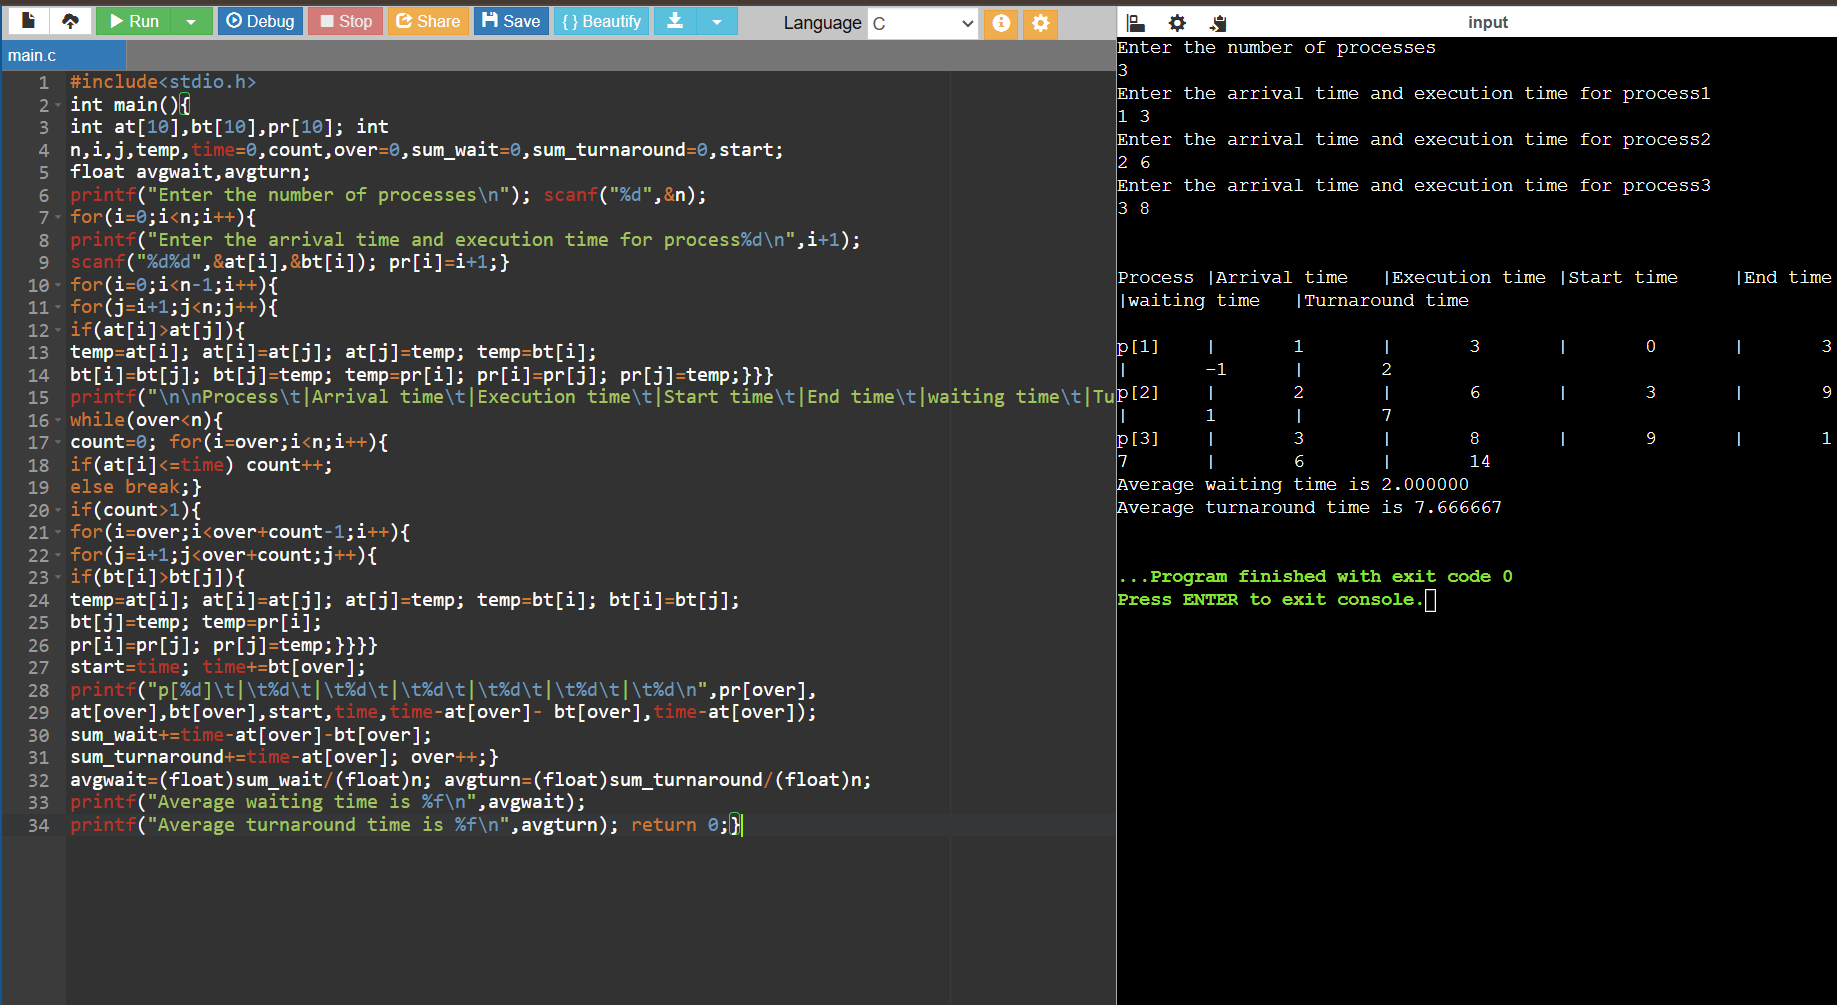 Run Debug Stop Share Save { } Beautify Language C
main.c
1 #include<stdio.h>
2 int main(){
3 int at[10],bt[10],pr[10]; int
4 n,i,j,temp,time=0,count,over=0,sum_wait=0,sum_turnaround=0,start;
5 float avgwait,avgturn;
6 printf("Enter the number of processes\n"); scanf("%d",&n);
7 for(i=0;i<n;i++){
8 printf("Enter the arrival time and execution time for process%d\n",i+1);
9 scanf("%d%d",&at[i],&bt[i]); pr[i]=i+1;}
10 for(i=0;i<n-1;i++){
11 for(j=i+1;j<n;j++){
12 if(at[i]>at[j]){
13 temp=at[i]; at[i]=at[j]; at[j]=temp; temp=bt[i];
14 bt[i]=bt[j]; bt[j]=temp; temp=pr[i]; pr[i]=pr[j]; pr[j]=temp;}}}
15 printf("\n\nProcess\t|Arrival time\t|Execution time\t|Start time\t|End time\t|waiting time\t|Tu
16 while(over<n){
17 count=0; for(i=over;i<n;i++){
18 if(at[i]<=time) count++;
19 else break;}
20 if(count>1){
21 for(i=over;i<over+count-1;i++){
22 for(j=i+1;j<over+count;j++){
23 if(bt[i]>bt[j]){
24 temp=at[i]; at[i]=at[j]; at[j]=temp; temp=bt[i]; bt[i]=bt[j];
25 bt[j]=temp; temp=pr[i];
26 pr[i]=pr[j]; pr[j]=temp;}}}}
27 start=time; time+=bt[over];
28 printf("p[%d]\t|\t%d\t|\t%d\t|\t%d\t|\t%d\t|\t%d\t|\t%d\n",pr[over],
29 at[over],bt[over],start,time,time-at[over]- bt[over],time-at[over]);
30 sum_wait+=time-at[over]-bt[over];
31 sum_turnaround+=time-at[over]; over++;}
32 avgwait=(float)sum_wait/(float)n; avgturn=(float)sum_turnaround/(float)n;
33 printf("Average waiting time is %f\n",avgwait);
34 printf("Average turnaround time is %f\n",avgturn); return 0;}
input
Enter the number of processes
3
Enter the arrival time and execution time for process1
1 3
Enter the arrival time and execution time for process2
2 6
Enter the arrival time and execution time for process3
3 8
Process |Arrival time |Execution time |Start time |End time
|waiting time |Turnaround time
p[1] | 1 | 3 | 0 | 3
| -1 | 2
p[2] | 2 | 6 | 3 | 9
| 1 | 7
p[3] | 3 | 8 | 9 | 1
7 | 6 | 14
Average waiting time is 2.000000
Average turnaround time is 7.666667
...Program finished with exit code 0
Press ENTER to exit console.